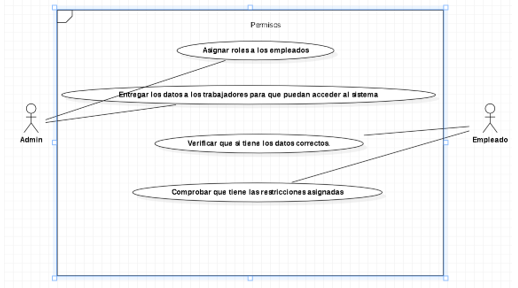 Permisos
Asignar roles a los empleados
Entregar los datos a los trabajadores para que puedan acceder al sistema
Admin
Empleado
Verificar que si tiene los datos correctos.
Comprobar que tiene las restricciones asignadas